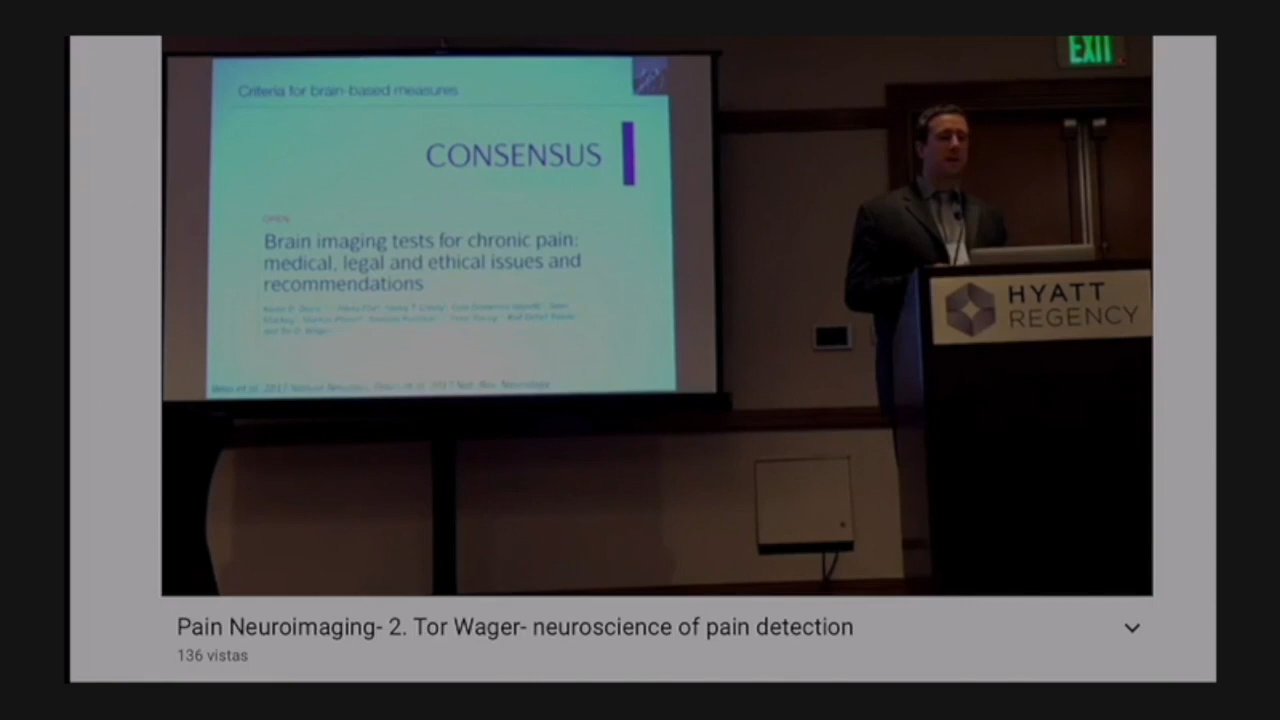 EXIT
Criteria for brain-based measures
CONSENSUS
OPEN
Brain imaging tests for chronic pain:
medical, legal and ethical issues and
recommendations
HYATT
REGENCY
Pain Neuroimaging- 2. Tor Wager- neuroscience of pain detection
136 vistas